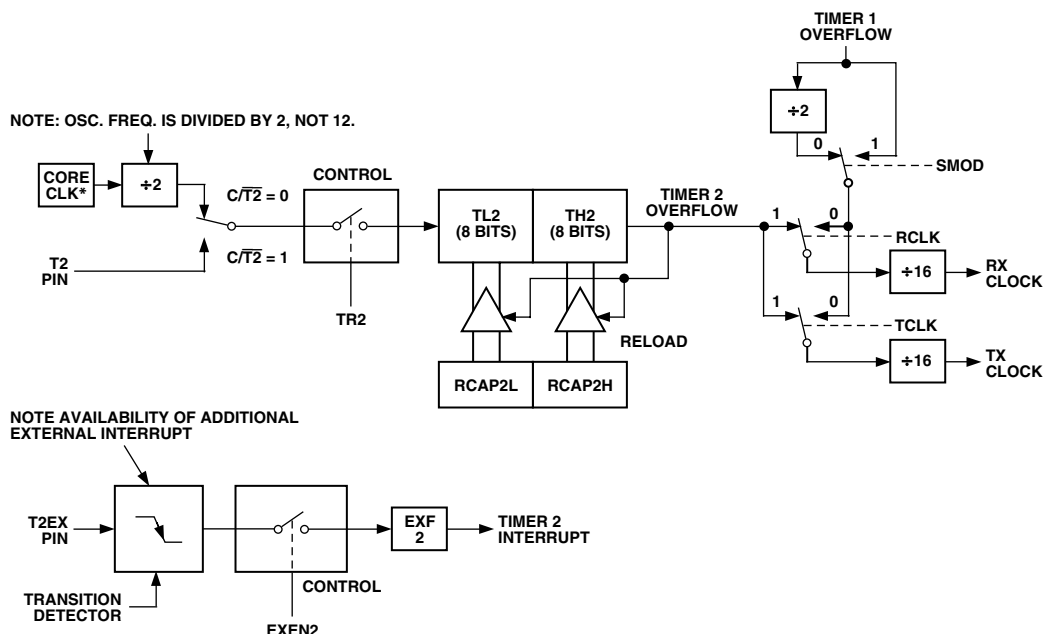 TIMER 1
OVERFLOW
÷2
0
1
SMOD
NOTE: OSC. FREQ. IS DIVIDED BY 2, NOT 12.
CORE
CLK*
÷2
C/T2 = 0
C/T2 = 1
T2
PIN
CONTROL
TR2
TL2
(8 BITS)
TH2
(8 BITS)
TIMER 2
OVERFLOW
RELOAD
RCAP2L
RCAP2H
1
0
RCLK
÷16
RX
CLOCK
1
0
TCLK
÷16
TX
CLOCK
NOTE AVAILABILITY OF ADDITIONAL
EXTERNAL INTERRUPT
T2EX
PIN
TRANSITION
DETECTOR
CONTROL
EXEN2
EXF
2
TIMER 2
INTERRUPT